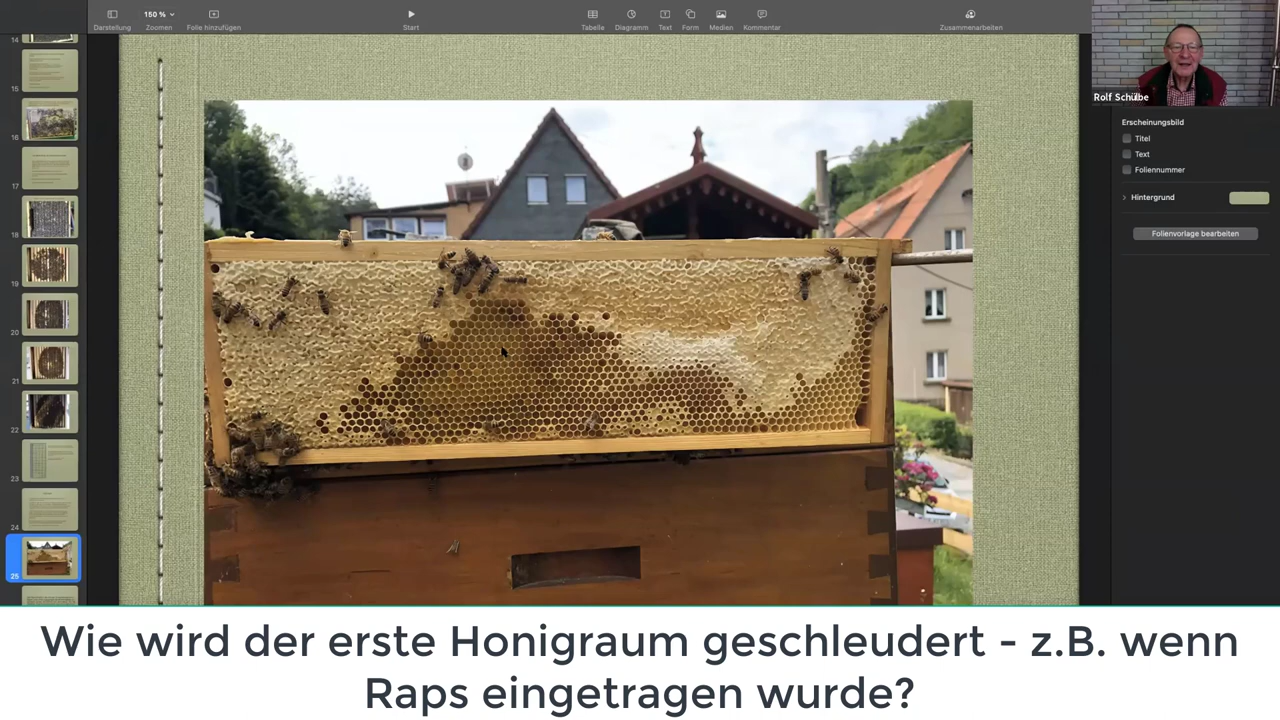 150 %
Darstellung
Zoomen
Folie hinzufügen
Start
Tabelle
Diagramm
Text
Form
Medien
Kommentar
Zusammenarbeiten
Rolf Schülbe
Erscheinungsbild
Titel
Text
Foliennummer
Hintergrund
Folienvorlage bearbeiten
14
15
16
17
18
19
20
21
22
23
24
25
Wie wird der erste Honigraum geschleudert - z.B. wenn
Raps eingetragen wurde?